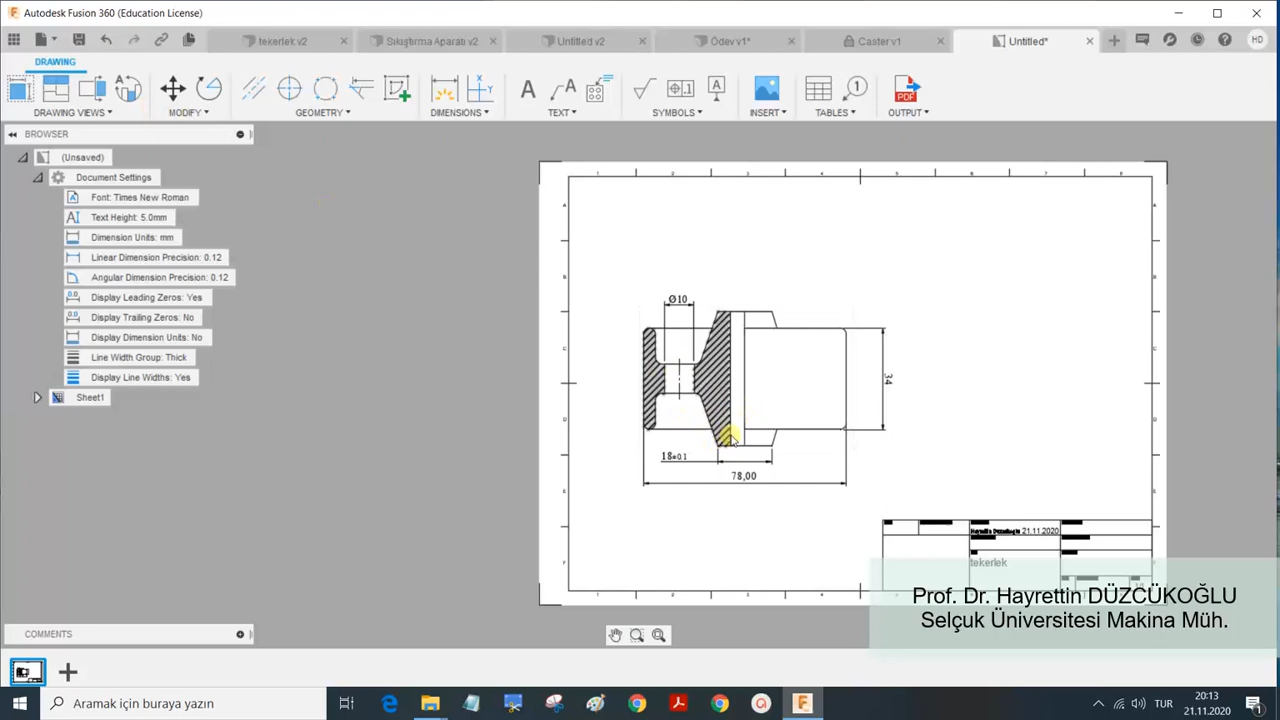 Autodesk Fusion 360 (Education License)
tekerlek v2
Sıkıştırma Aparatı v2
Untitled v2
Ödev v1*
Caster v1
Untitled*
HD
DRAWING
DRAWING VIEWS
MODIFY
GEOMETRY
DIMENSIONS
TEXT
SYMBOLS
INSERT
TABLES
OUTPUT
BROWSER
(Unsaved)
Document Settings
Font: Times New Roman
Text Height: 5.0mm
Dimension Units: mm
Linear Dimension Precision: 0.12
Angular Dimension Precision: 0.12
Display Leading Zeros: Yes
Display Trailing Zeros: No
Display Dimension Units: No
Line Width Group: Thick
Display Line Widths: Yes
Sheet1
Ø10
34
18±0.1
78,00
Hayrettin Düzcükoğlu 21.11.2020
tekerlek
Prof. Dr. Hayrettin DÜZCÜKOĞLU
Selçuk Üniversitesi Makina Müh.
COMMENTS
Aramak için buraya yazın
TUR
20:13
21.11.2020